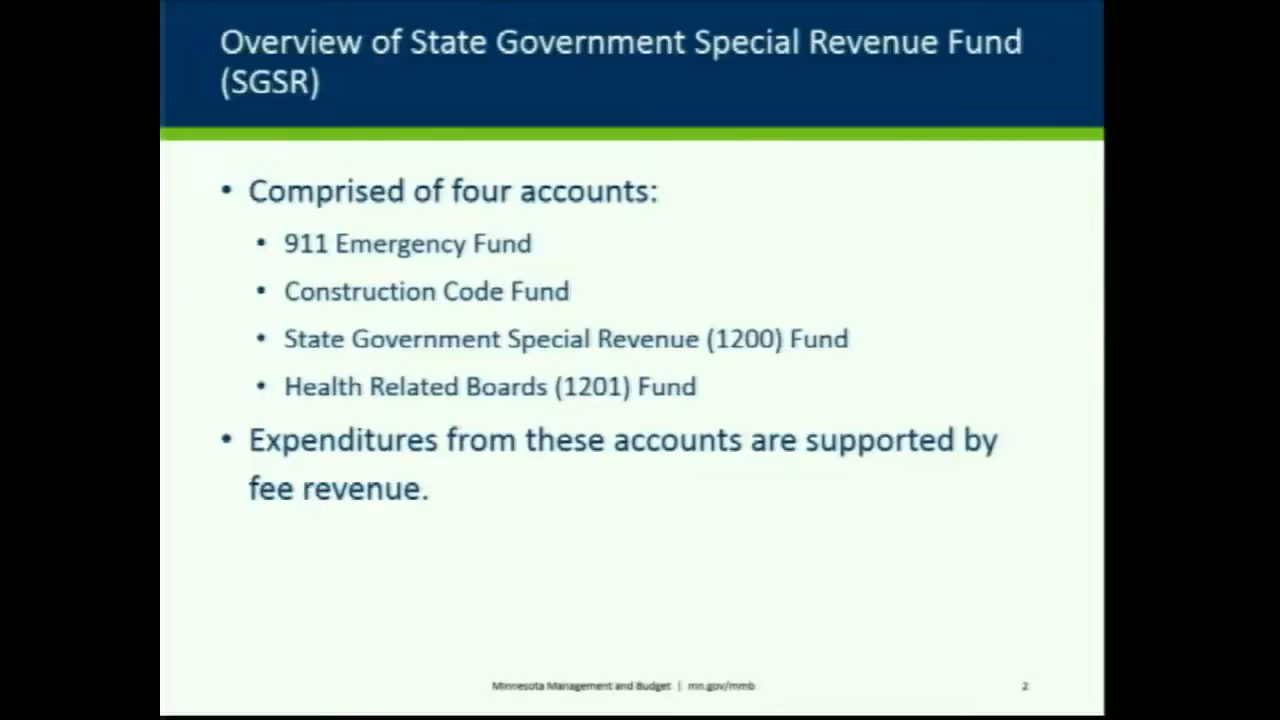 Overview of State Government Special Revenue Fund
(SGSR)
• Comprised of four accounts:
• 911 Emergency Fund
• Construction Code Fund
• State Government Special Revenue (1200) Fund
• Health Related Boards (1201) Fund
• Expenditures from these accounts are supported by
fee revenue.
Minnesota Management and Budget | mn.gov/mmb
2